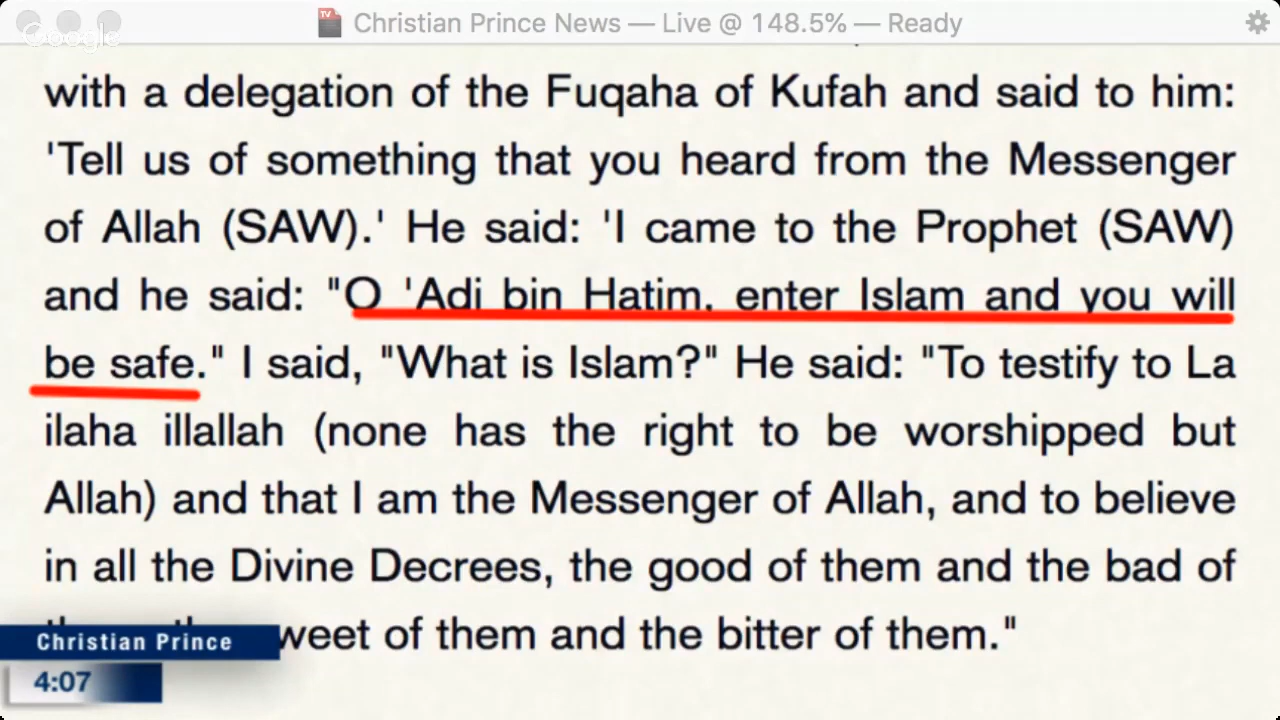 Christian Prince News — Live @ 148.5% — Ready
Google
with a delegation of the Fuqaha of Kufah and said to him:
'Tell us of something that you heard from the Messenger
of Allah (SAW).' He said: 'I came to the Prophet (SAW)
and he said: "O 'Adi bin Hatim, enter Islam and you will
be safe." I said, "What is Islam?" He said: "To testify to La
ilaha illallah (none has the right to be worshipped but
Allah) and that I am the Messenger of Allah, and to believe
in all the Divine Decrees, the good of them and the bad of
of them and the bitter of them."
Christian Prince
4:07
TV